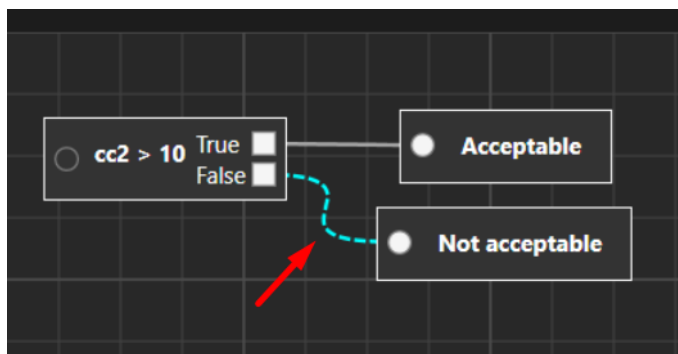 cc2 > 10
True
False
Acceptable
Not acceptable